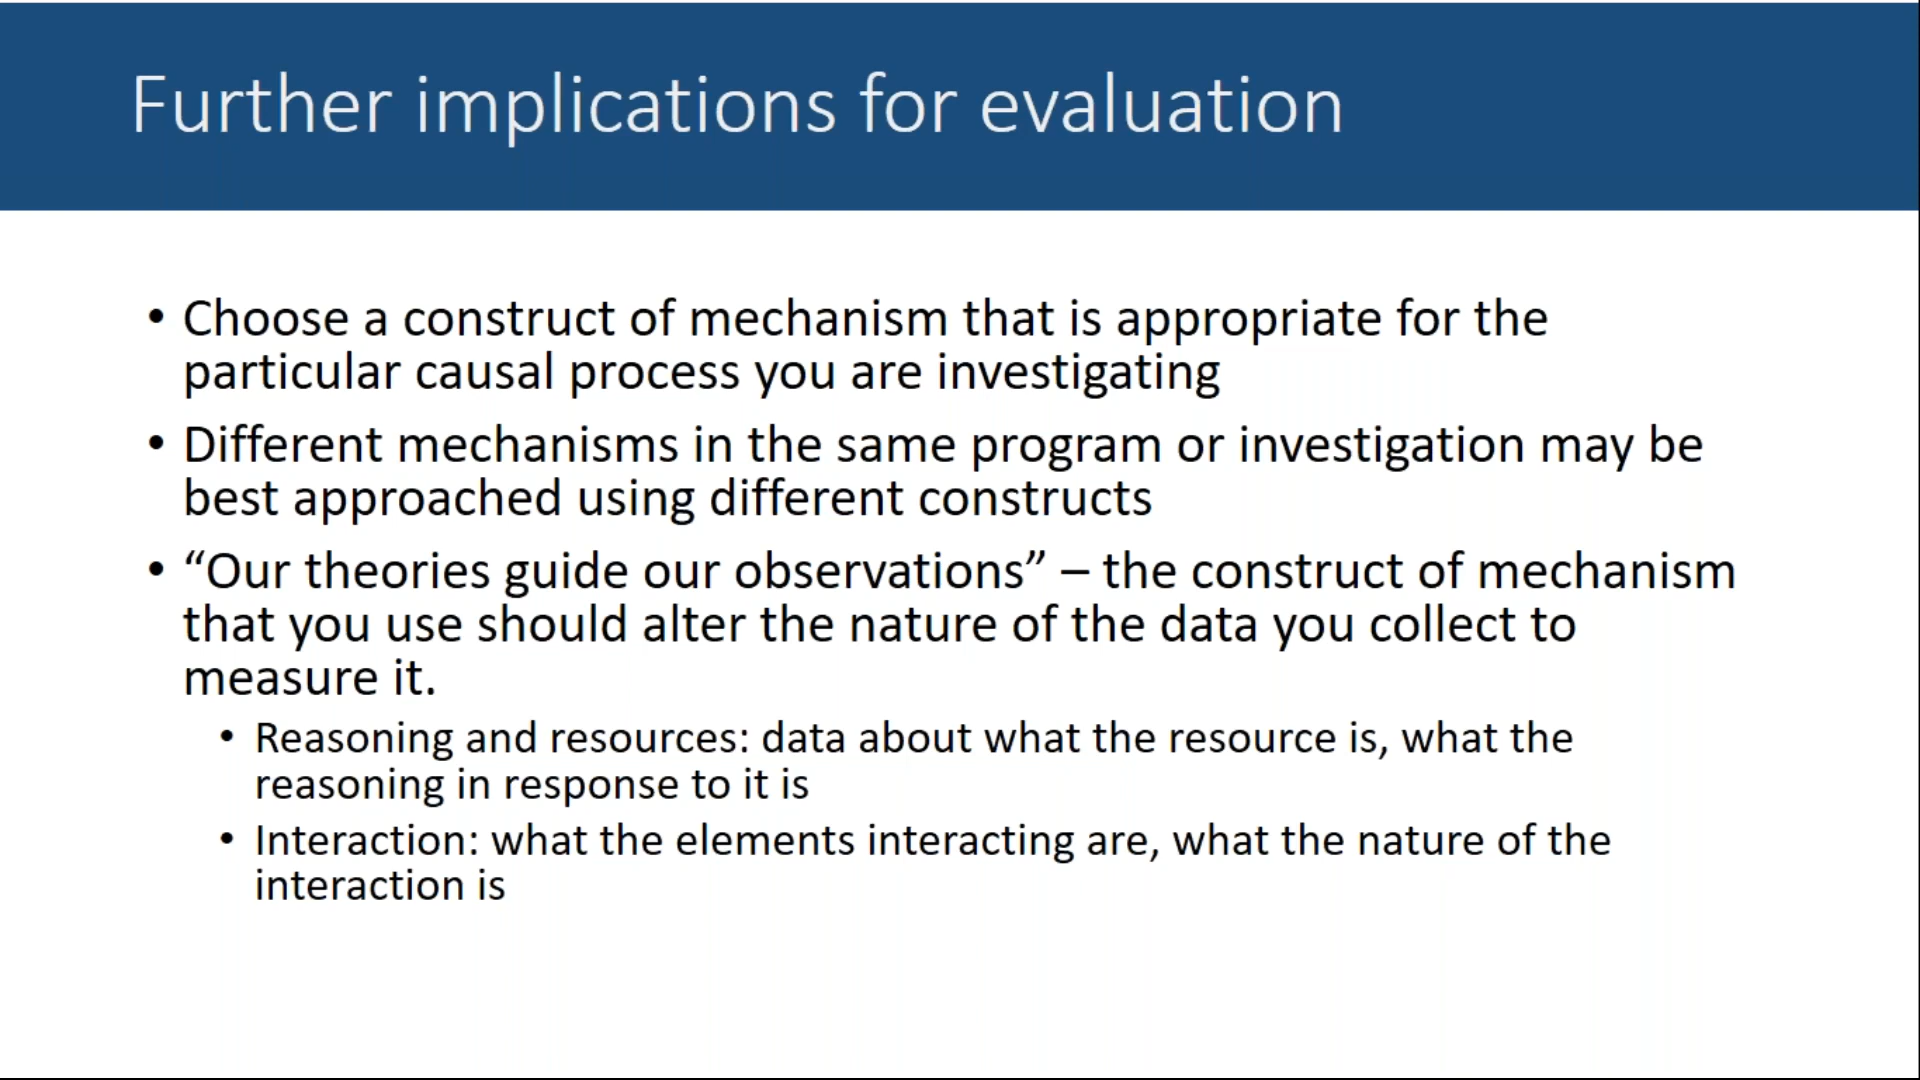 Further implications for evaluation
• Choose a construct of mechanism that is appropriate for the
particular causal process you are investigating
• Different mechanisms in the same program or investigation may be
best approached using different constructs
• “Our theories guide our observations” – the construct of mechanism
that you use should alter the nature of the data you collect to
measure it.
• Reasoning and resources: data about what the resource is, what the
reasoning in response to it is
• Interaction: what the elements interacting are, what the nature of the
interaction is